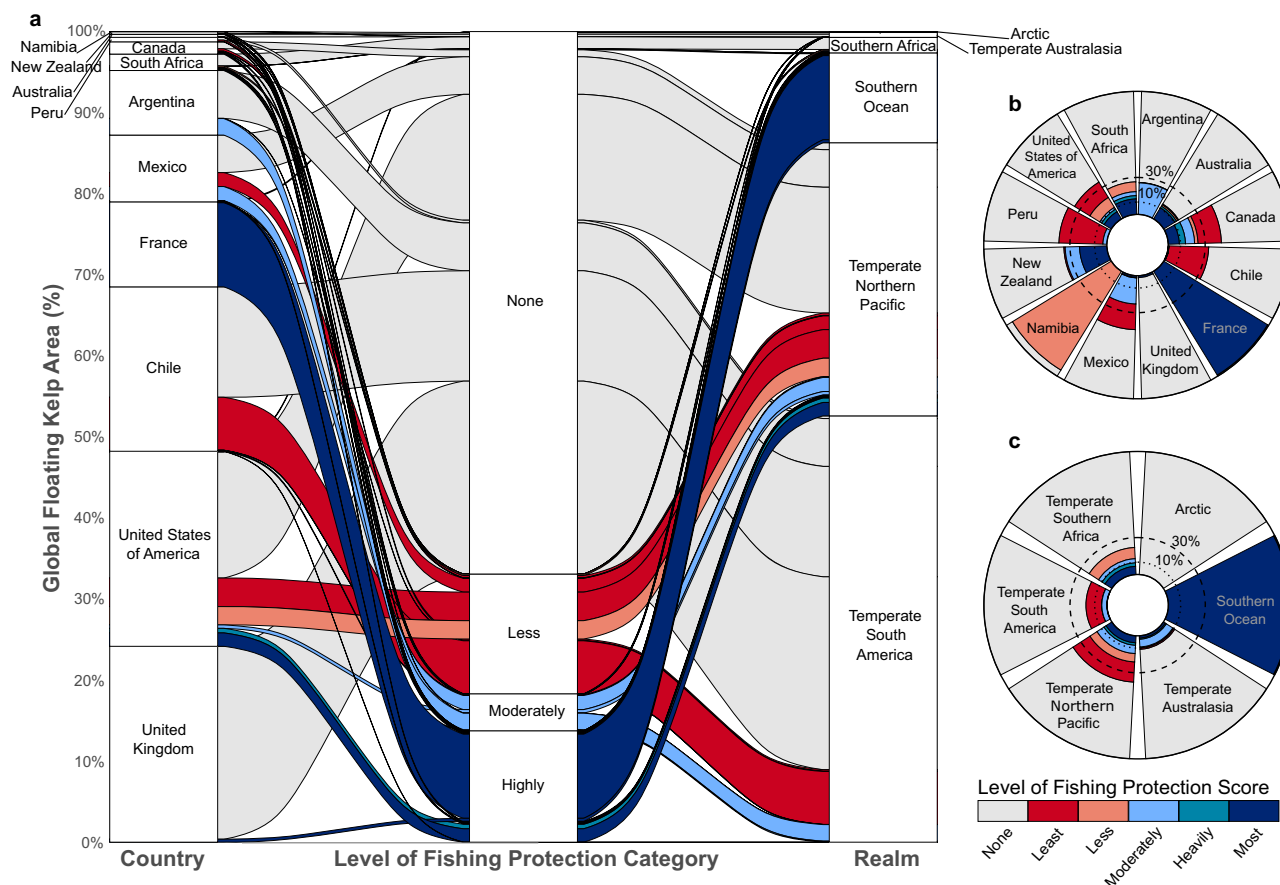 a
Global Floating Kelp Area (%)
100%
90%
80%
70%
60%
50%
40%
30%
20%
10%
0%
Namibia
New Zealand
Australia
Peru
Canada
South Africa
Argentina
Mexico
France
Chile
United States
of America
United
Kingdom
None
Less
Moderately
Highly
Arctic
Temperate Australasia
Southern Africa
Southern
Ocean
Temperate
Northern
Pacific
Temperate
South
America
Country
Level of Fishing Protection Category
Realm
b
Argentina
Australia
Canada
Chile
France
United
Kingdom
Mexico
Namibia
New
Zealand
Peru
United
States of
America
South
Africa
30%
10%
c
Arctic
Southern
Ocean
Temperate
Australasia
Temperate
Northern
Pacific
Temperate
South
America
Temperate
Southern
Africa
30%
10%
Level of Fishing Protection Score
None
Least
Less
Moderately
Heavily
Most